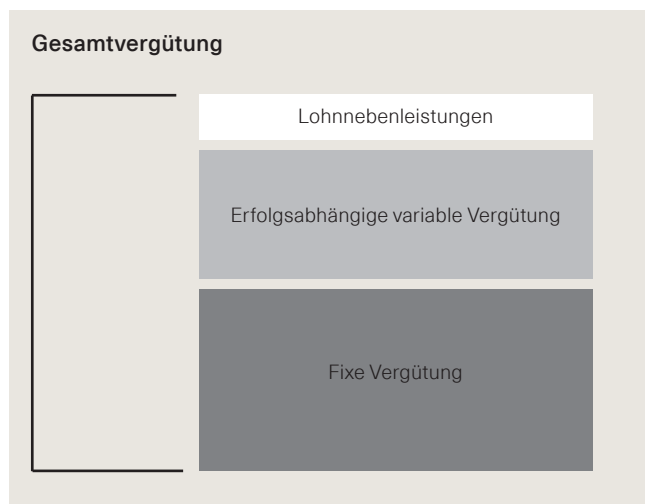 Gesamtvergütung
Lohnnebenleistungen
Erfolgsabhängige variable Vergütung
Fixe Vergütung